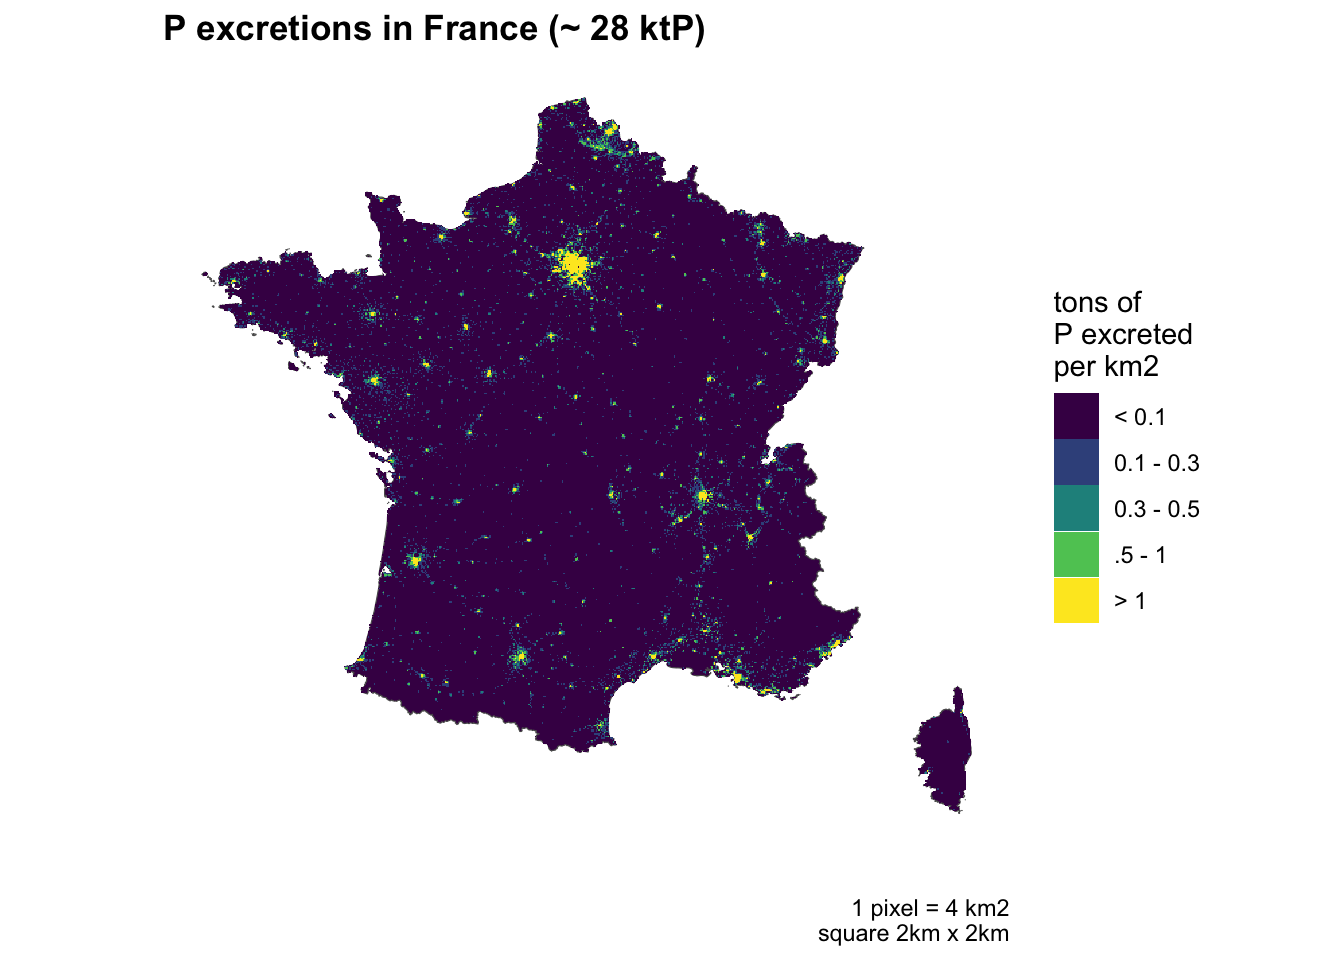 P excretions in France (~ 28 ktP)
tons of
P excreted
per km2
< 0.1
0.1 - 0.3
0.3 - 0.5
.5 - 1
> 1
1 pixel = 4 km2
square 2km x 2km